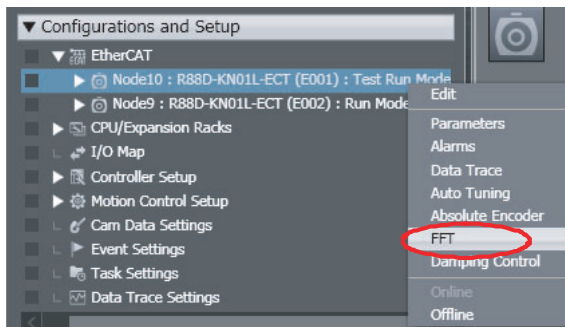 ▼ Configurations and Setup
▼ EtherCAT
▶ Node10 : R88D-KN01L-ECT (E001) : Test Run Mode
▶ Node9 : R88D-KN01L-ECT (E002) : Run Mode
▶ CPU/Expansion Racks
I/O Map
▶ Controller Setup
▶ Motion Control Setup
Cam Data Settings
Event Settings
Task Settings
Data Trace Settings
Edit
Parameters
Alarms
Data Trace
Auto Tuning
Absolute Encoder
FFT
Damping Control
Online
Offline